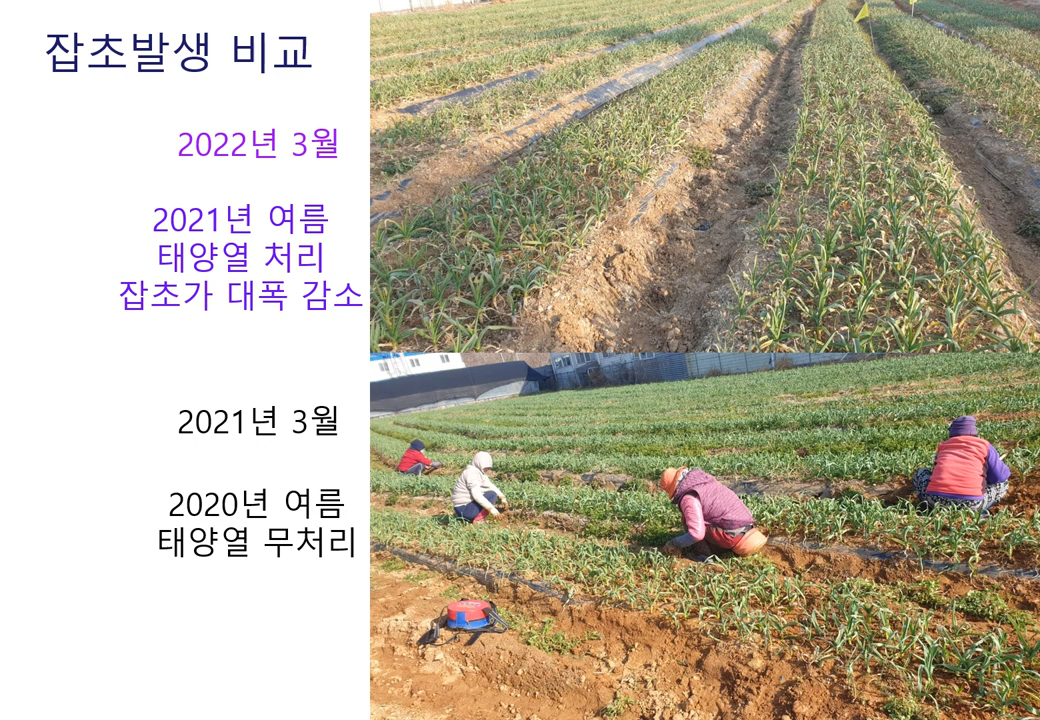 잡초발생 비교
2022년 3월
2021년 여름
태양열 처리
잡초가 대폭 감소
2021년 3월
2020년 여름
태양열 무처리